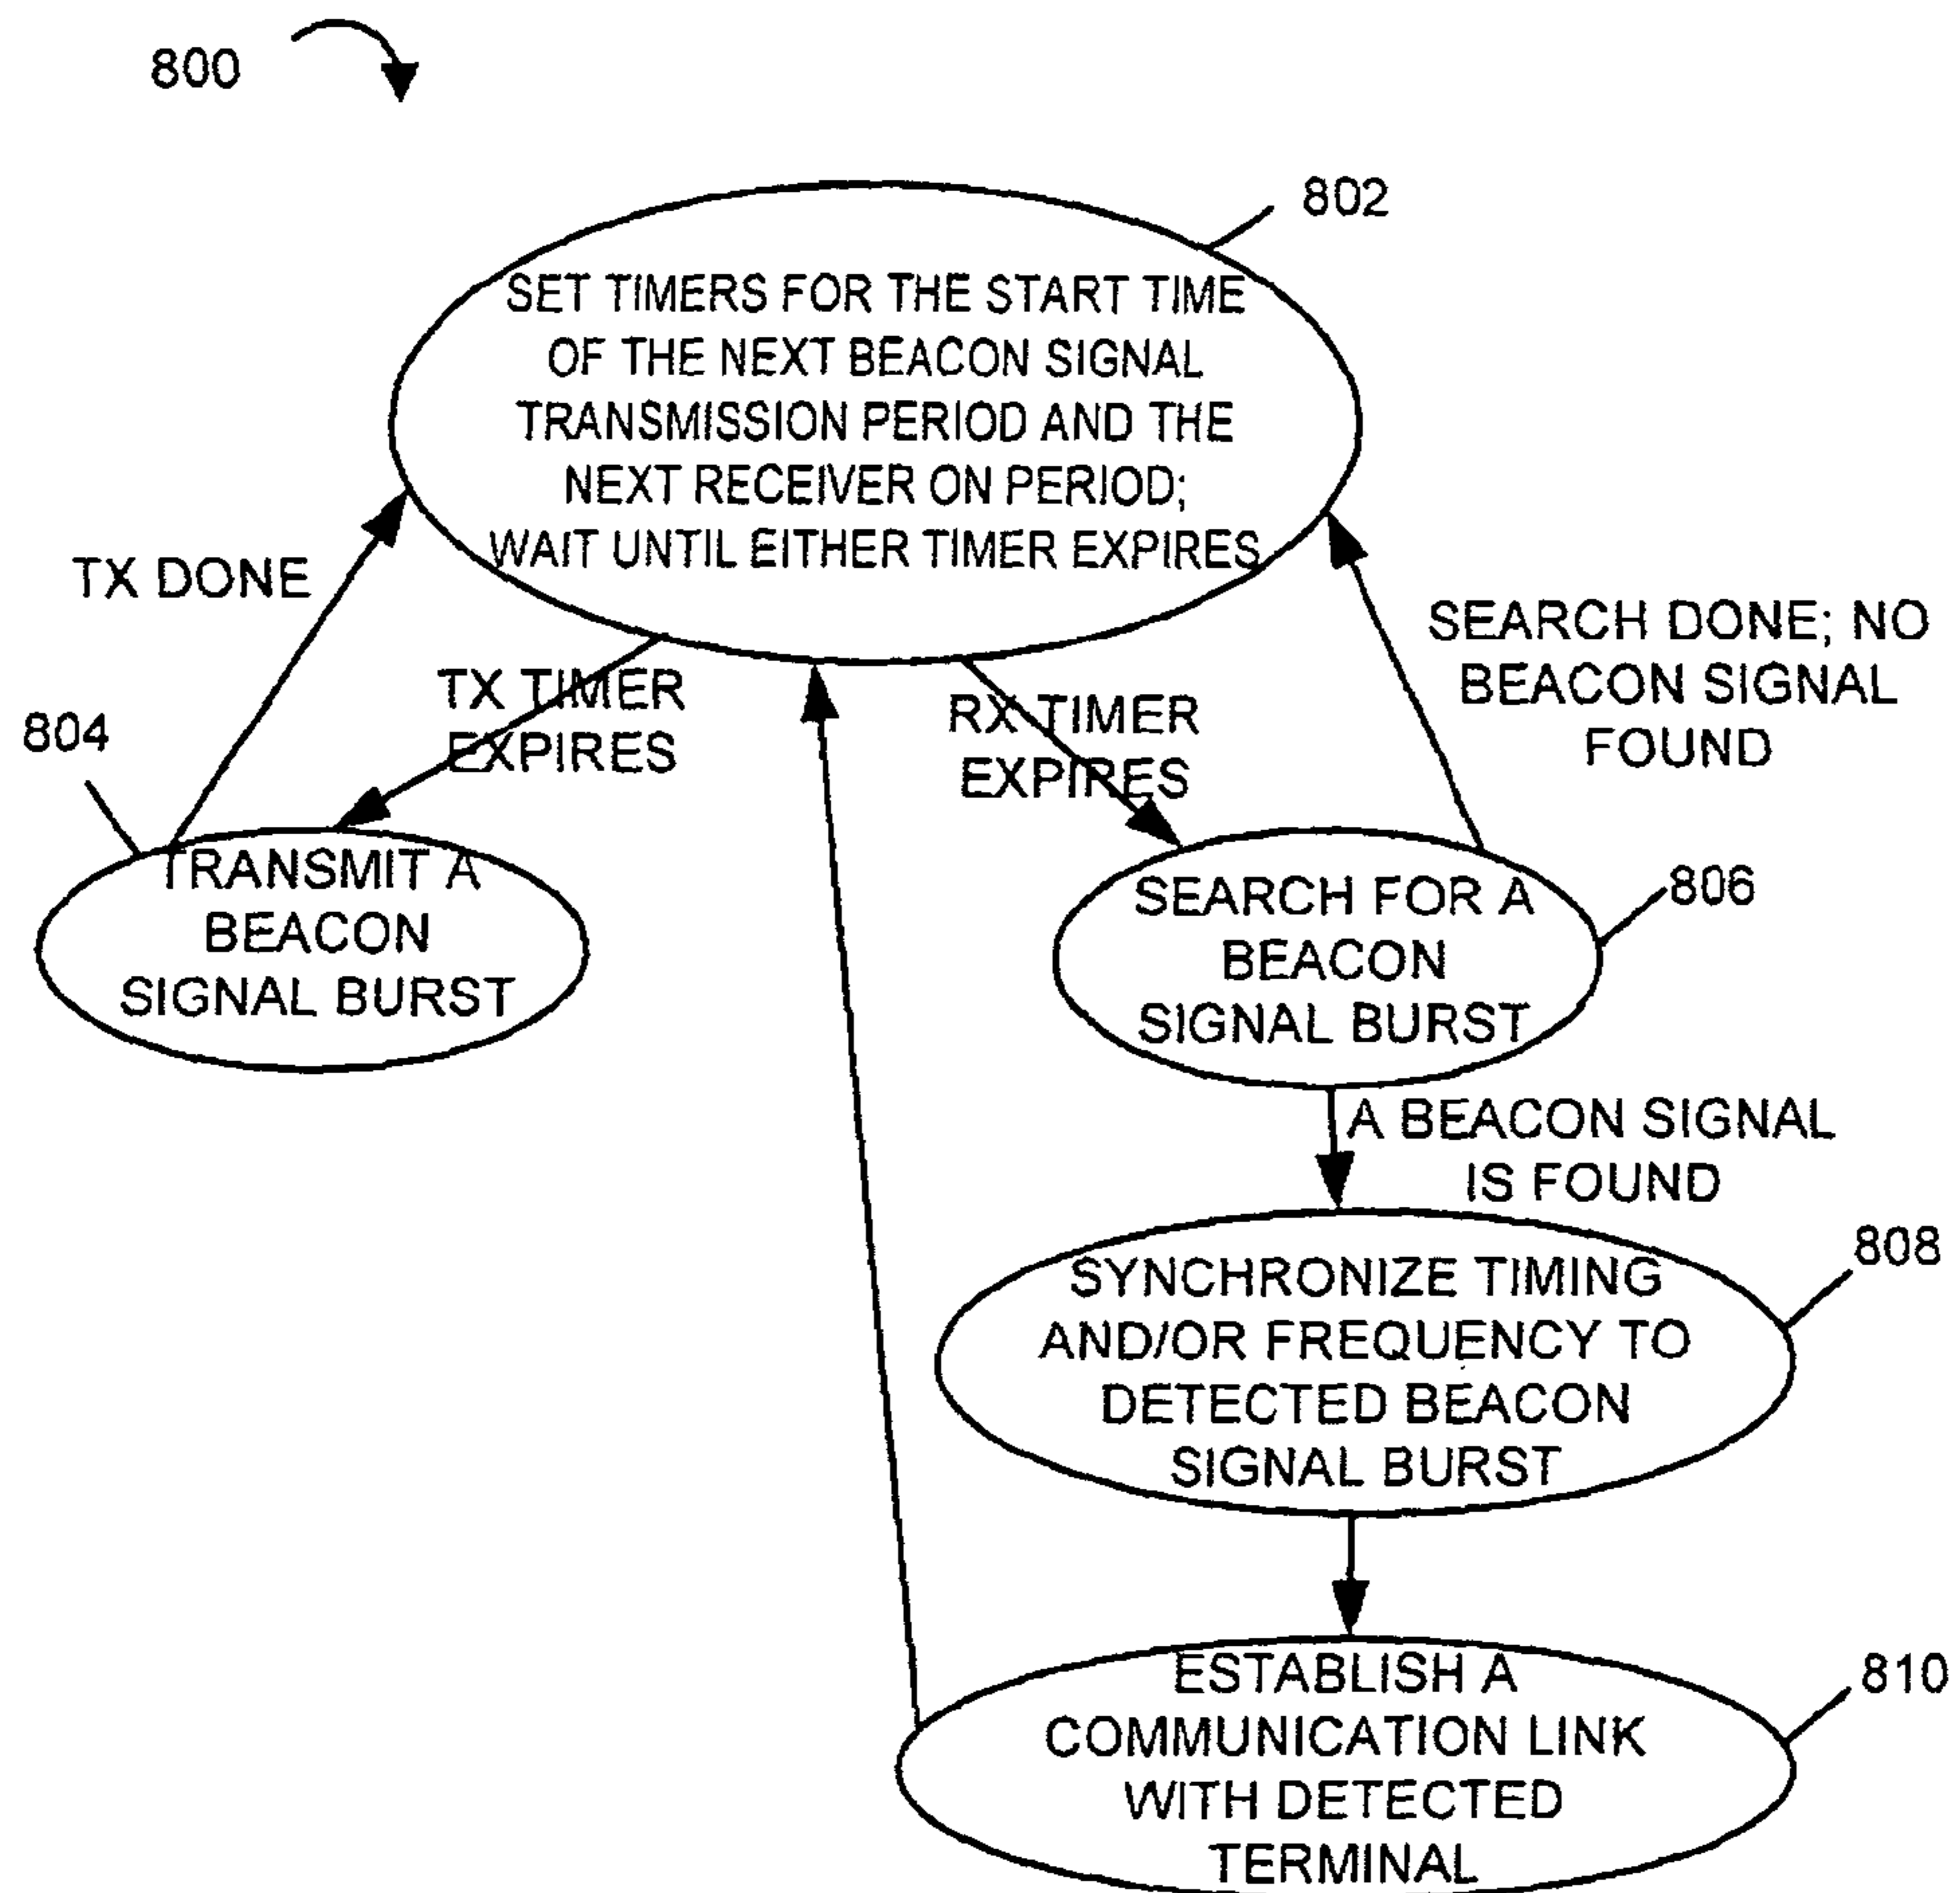 800
802
SET TIMERS FOR THE START TIME
OF THE NEXT BEACON SIGNAL
TRANSMISSION PERIOD AND THE
NEXT RECEIVER ON PERIOD;
WAIT UNTIL EITHER TIMER EXPIRES
TX DONE
TX TIMER
EXPIRES
RX TIMER
EXPIRES
SEARCH DONE; NO
BEACON SIGNAL
FOUND
804
TRANSMIT A
BEACON
SIGNAL BURST
806
SEARCH FOR A
BEACON
SIGNAL BURST
A BEACON SIGNAL
IS FOUND
808
SYNCHRONIZE TIMING
AND/OR FREQUENCY TO
DETECTED BEACON
SIGNAL BURST
810
ESTABLISH A
COMMUNICATION LINK
WITH DETECTED
TERMINAL